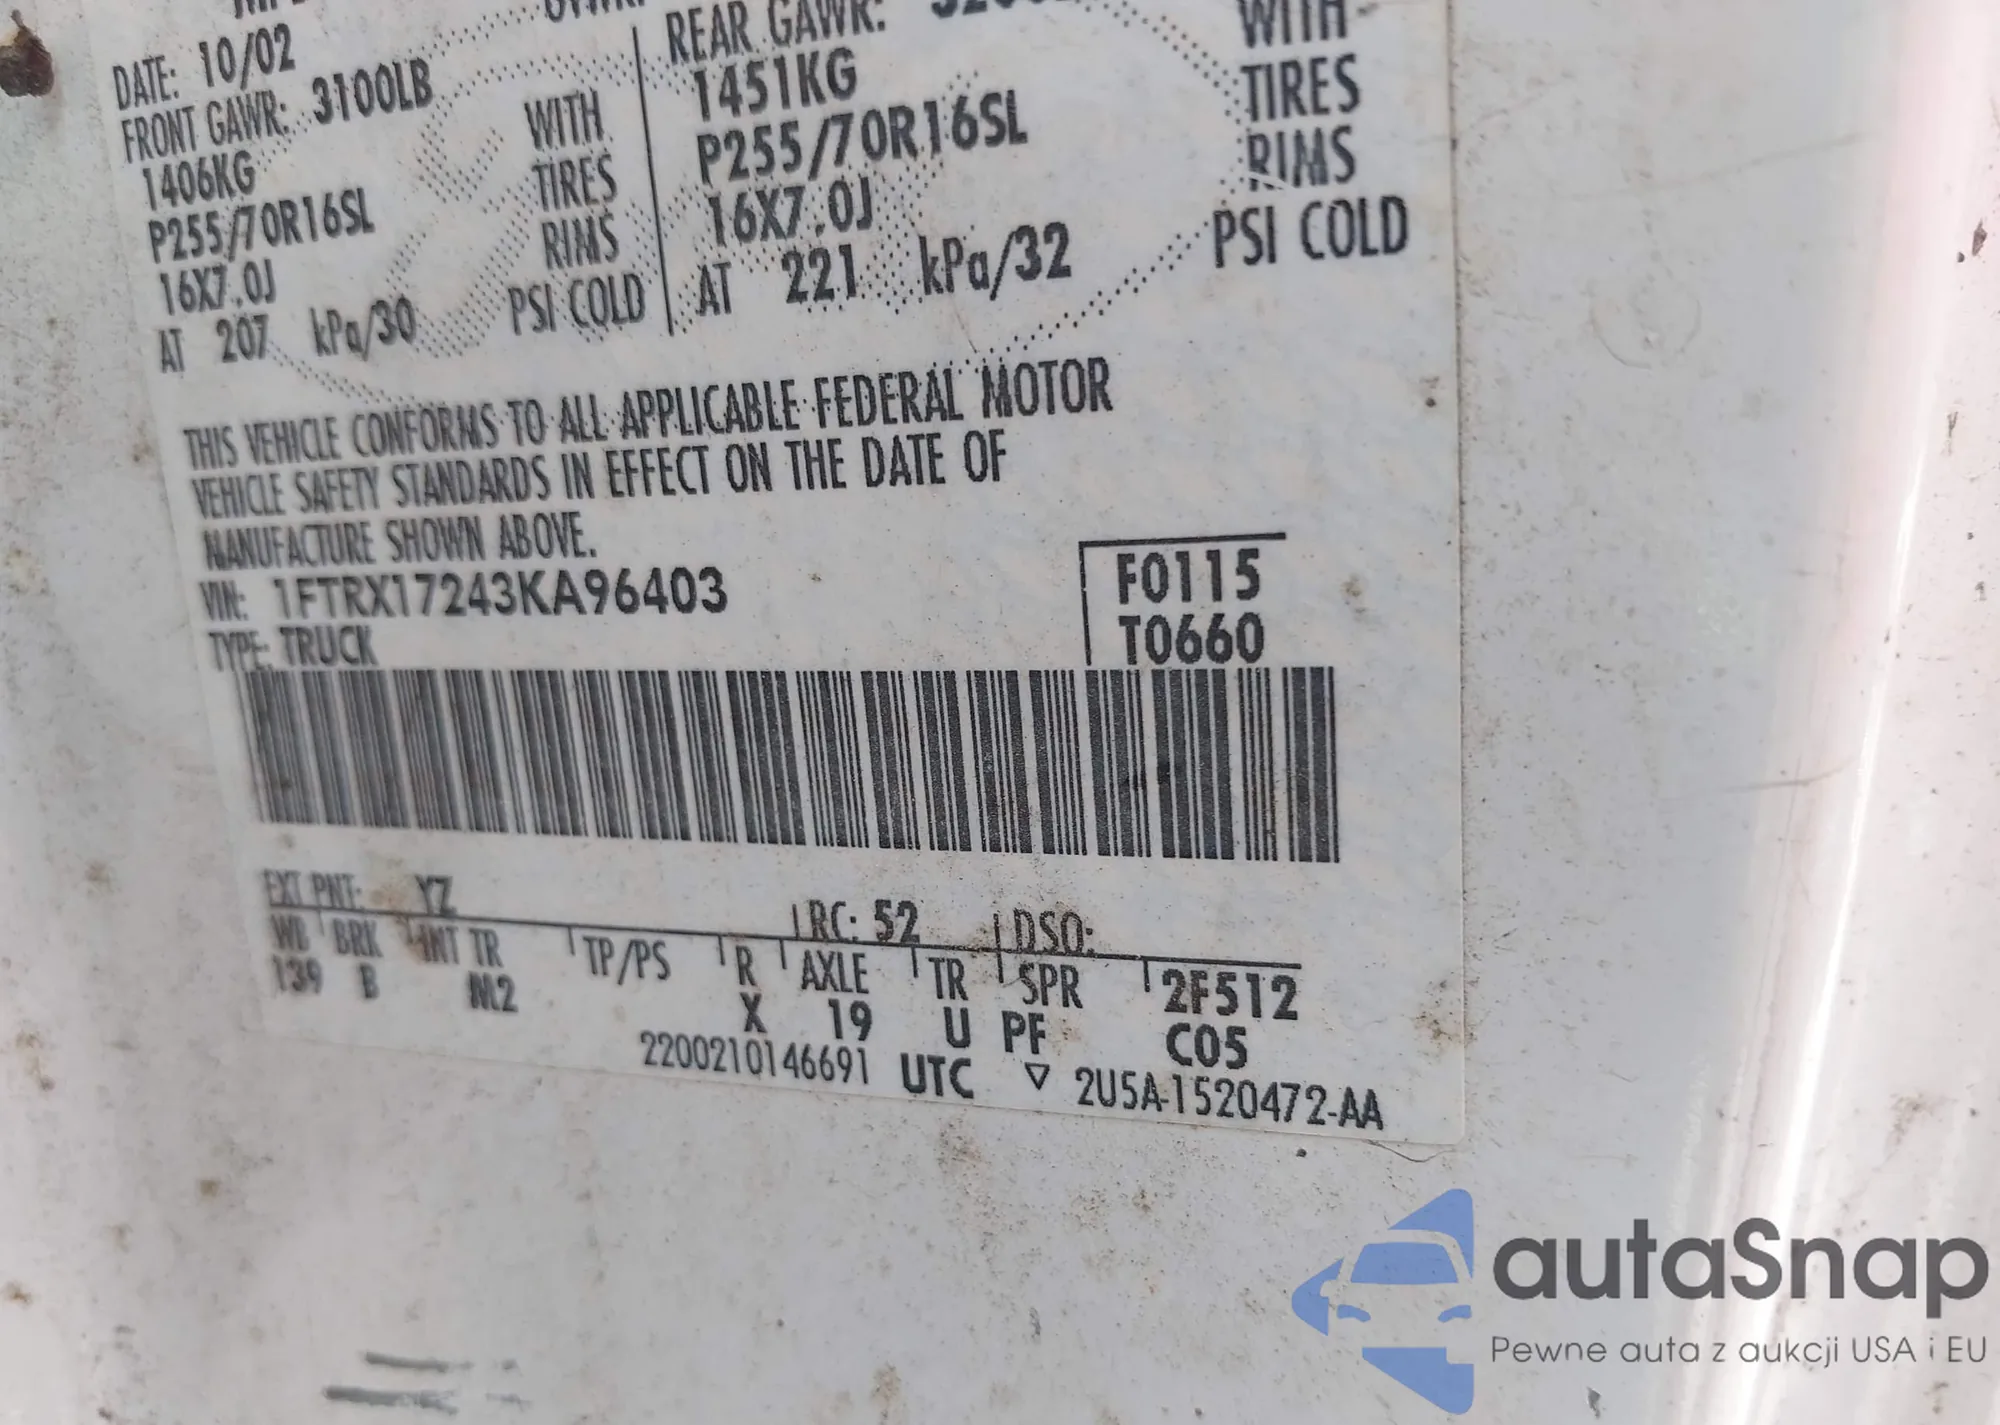 DATE: 10/02
FRONT GAWR: 3100LB
1406KG WITH
P255/70R16SL TIRES
16X7.0J RIMS
AT 207 kPa/30 PSI COLD
REAR GAWR:
1451KG WITH
P255/70R16SL TIRES
16X7.0J RIMS
AT 221 kPa/32 PSI COLD
THIS VEHICLE CONFORMS TO ALL APPLICABLE FEDERAL MOTOR
VEHICLE SAFETY STANDARDS IN EFFECT ON THE DATE OF
MANUFACTURE SHOWN ABOVE.
VIN: 1FTRX17243KA96403 F0115
TYPE: TRUCK T0660
EXT PNT: YZ RC: 52 DSO:
WB BRK INT TR TP/PS R AXLE TR SPR 2F512
139 B M2 X 19 U PF C05
2200210146691 UTC ▽ 2U5A-1520472-AA
autaSnap
Pewne auta z aukcji USA i EU